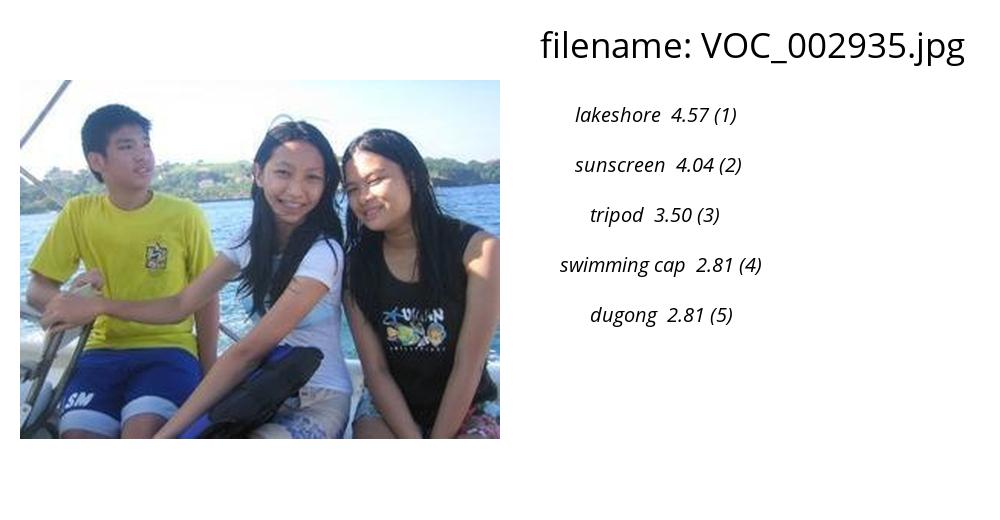 filename: VOC_002935.jpg
lakeshore 4.57 (1)
sunscreen 4.04 (2)
tripod 3.50 (3)
swimming cap 2.81 (4)
dugong 2.81 (5)
SM